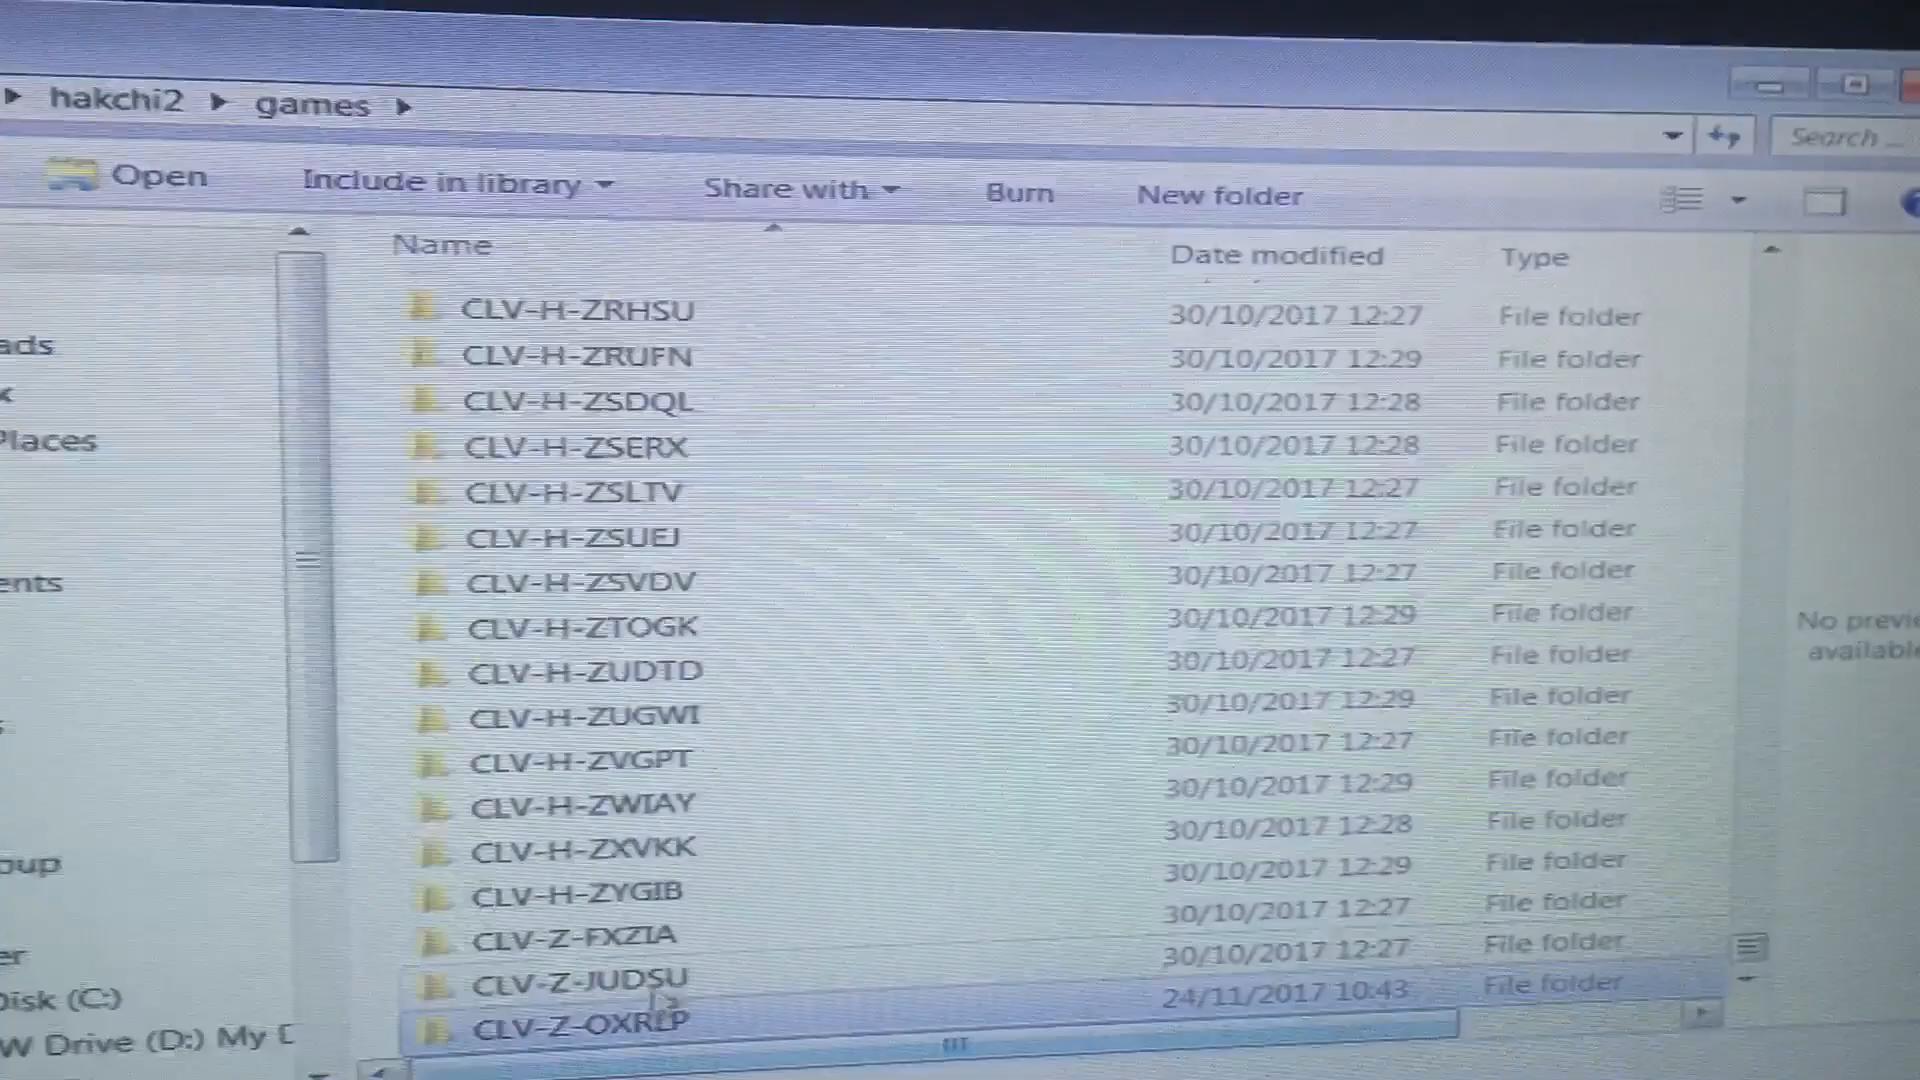 hakchi2 games
Search ...
Open Include in library Share with Burn New folder
Name Date modified Type
CLV-H-ZRHSU 30/10/2017 12:27 File folder
CLV-H-ZRUFN 30/10/2017 12:29 File folder
CLV-H-ZSDQL 30/10/2017 12:28 File folder
CLV-H-ZSERX 30/10/2017 12:28 File folder
CLV-H-ZSLTV 30/10/2017 12:27 File folder
CLV-H-ZSUEJ 30/10/2017 12:27 File folder
CLV-H-ZSVDV 30/10/2017 12:27 File folder
CLV-H-ZTOGK 30/10/2017 12:29 File folder
CLV-H-ZUDTD 30/10/2017 12:27 File folder
CLV-H-ZUGWI 30/10/2017 12:29 File folder
CLV-H-ZVGPT 30/10/2017 12:27 File folder
CLV-H-ZWIAY 30/10/2017 12:29 File folder
CLV-H-ZXVKK 30/10/2017 12:28 File folder
CLV-H-ZYGIB 30/10/2017 12:29 File folder
CLV-Z-FXZIA 30/10/2017 12:27 File folder
CLV-Z-JUDSU 30/10/2017 12:27 File folder
CLV-Z-OXRLP 24/11/2017 10:43 File folder
ads
Places
ents
oup
er
Disk (C:)
W Drive (D:) My D
No previe
available